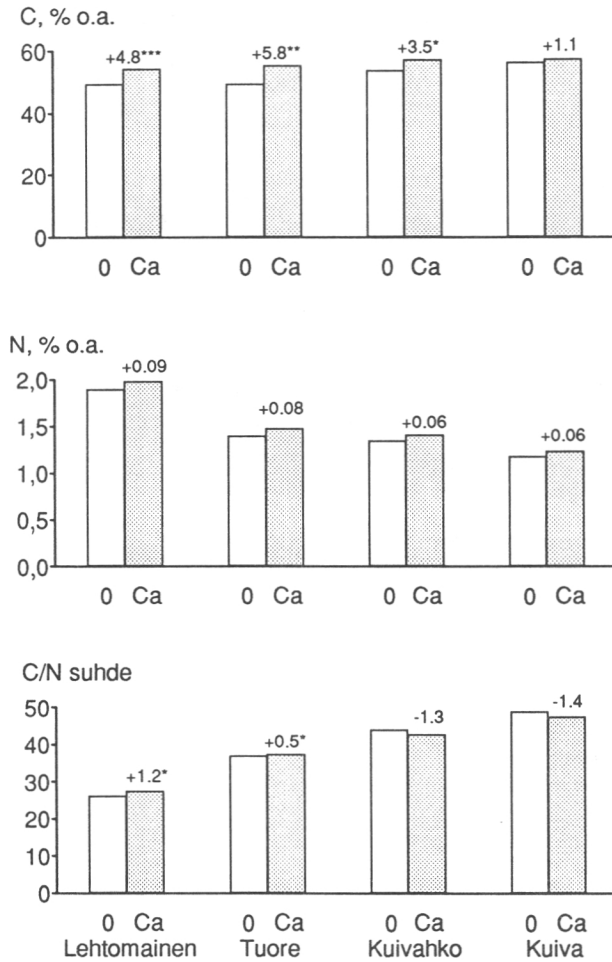 C, % o.a.
+4.8*** +5.8** +3.5* +1.1
60
40
20
0
0 Ca 0 Ca 0 Ca 0 Ca
N, % o.a.
+0.09
2,0
+0.08
+0.06
+0.06
1,5
1,0
0,5
0,0
0 Ca 0 Ca 0 Ca 0 Ca
C/N suhde
50
-1.3 -1.4
40
+0.5*
+1.2*
30
20
10
0
0 Ca 0 Ca 0 Ca 0 Ca
Lehtomainen Tuore Kuivahko Kuiva